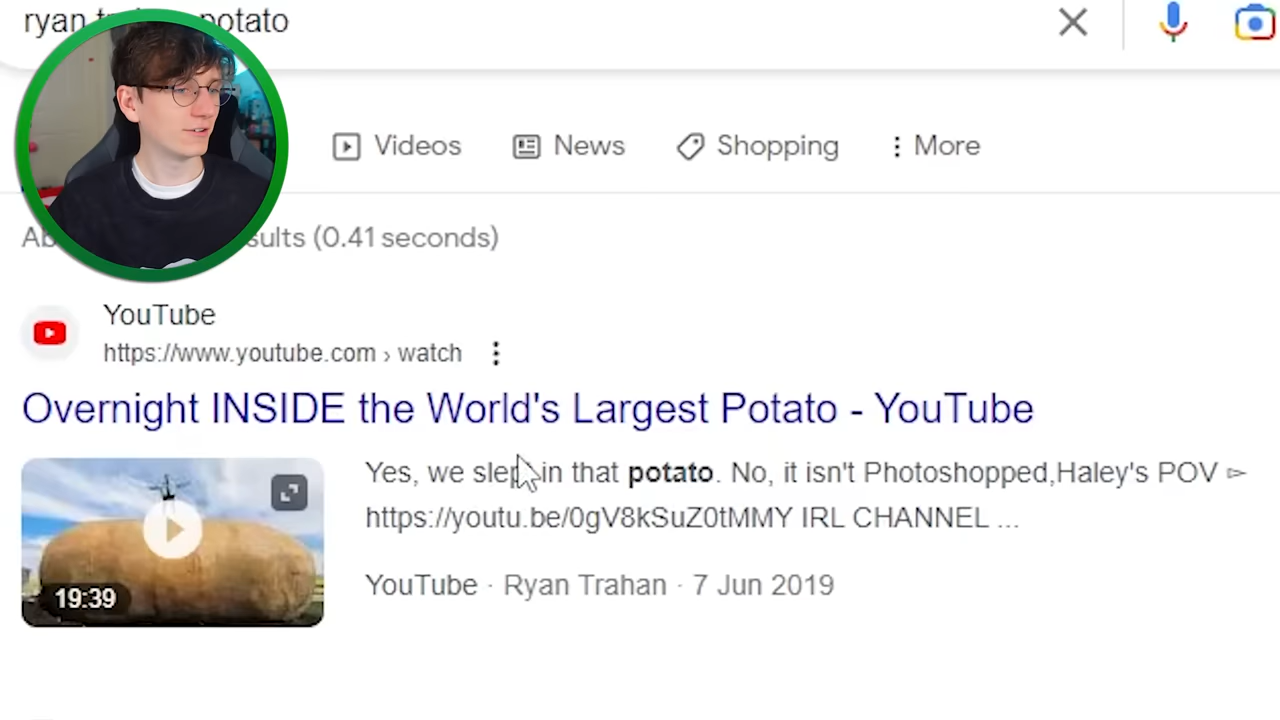 ryan potato
Videos
News
Shopping
More
(0.41 seconds)
YouTube
https://www.youtube.com › watch
Overnight INSIDE the World's Largest Potato - YouTube
Yes, we slept in that potato. No, it isn't Photoshopped,Haley's POV ▻
https://youtu.be/0gV8kSuZ0tMMY IRL CHANNEL ...
19:39
YouTube · Ryan Trahan · 7 Jun 2019